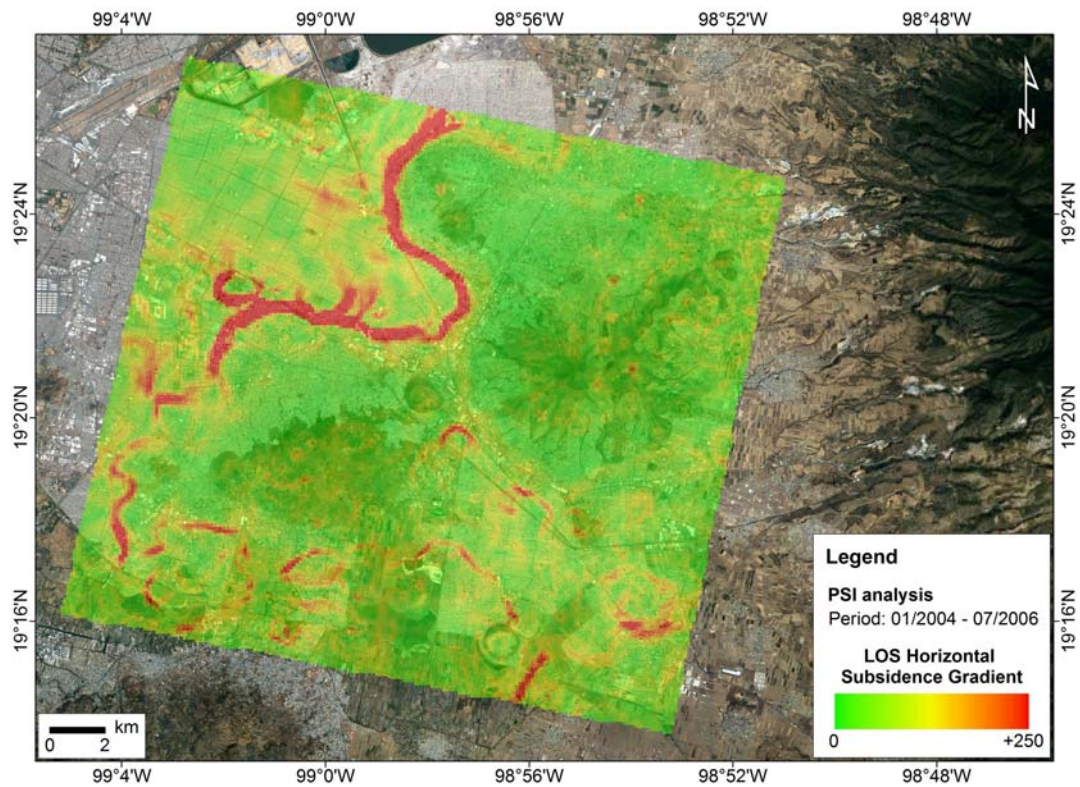 99°4'W 99°0'W 98°56'W 98°52'W 98°48'W
19°24'N 19°24'N
19°20'N 19°20'N
19°16'N 19°16'N
N
Legend
PSI analysis
Period: 01/2004 - 07/2006
LOS Horizontal
Subsidence Gradient
0 +250
km
0 2
99°4'W 99°0'W 98°56'W 98°52'W 98°48'W